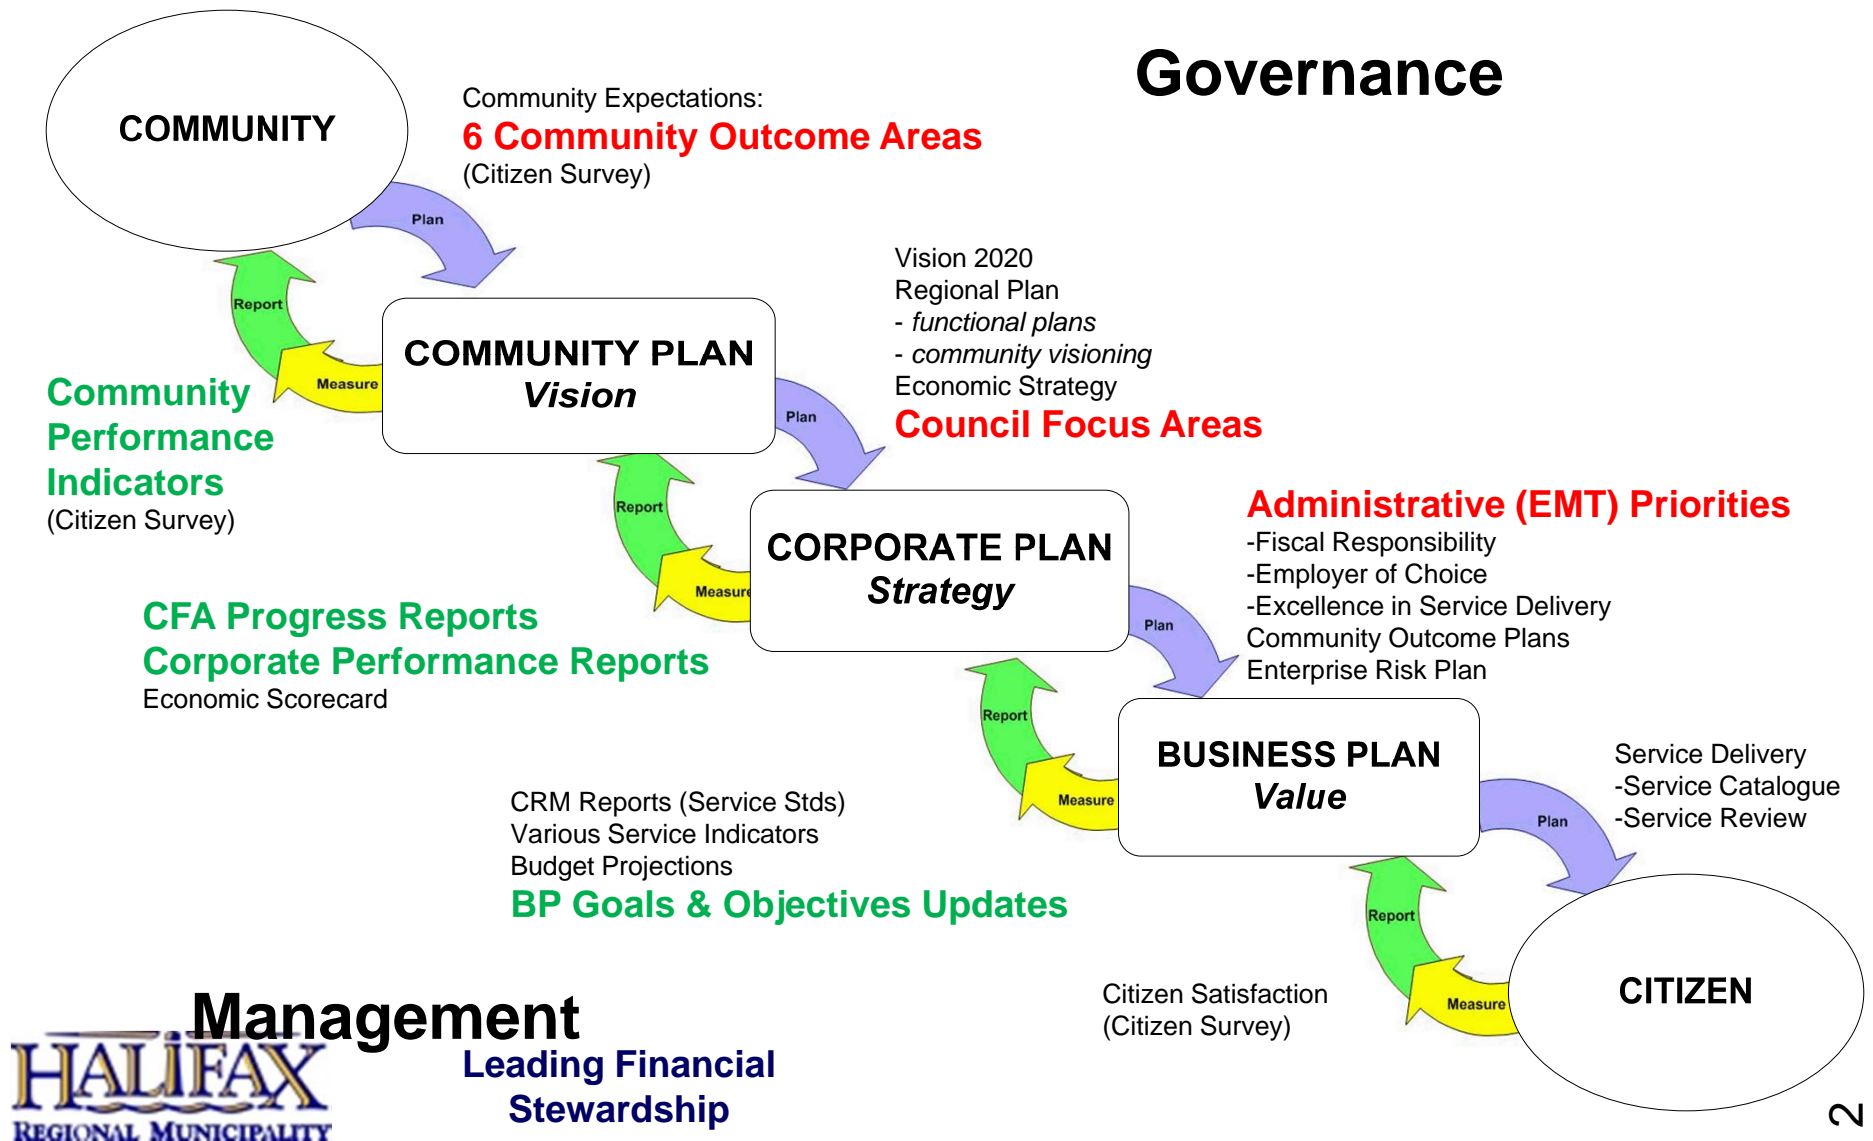 Governance
COMMUNITY
Community Expectations:
6 Community Outcome Areas
(Citizen Survey)
Plan
Report
Measure
COMMUNITY PLAN
Vision
Vision 2020
Regional Plan
- functional plans
- community visioning
Economic Strategy
Council Focus Areas
Community
Performance
Indicators
(Citizen Survey)
Plan
Report
Measure
CORPORATE PLAN
Strategy
Administrative (EMT) Priorities
-Fiscal Responsibility
-Employer of Choice
-Excellence in Service Delivery
Community Outcome Plans
Enterprise Risk Plan
CFA Progress Reports
Corporate Performance Reports
Economic Scorecard
Plan
Report
Measure
BUSINESS PLAN
Value
Service Delivery
-Service Catalogue
-Service Review
CRM Reports (Service Stds)
Various Service Indicators
Budget Projections
BP Goals & Objectives Updates
Plan
Report
Measure
CITIZEN
Citizen Satisfaction
(Citizen Survey)
Management
HALIFAX
REGIONAL MUNICIPALITY
Leading Financial
Stewardship
2